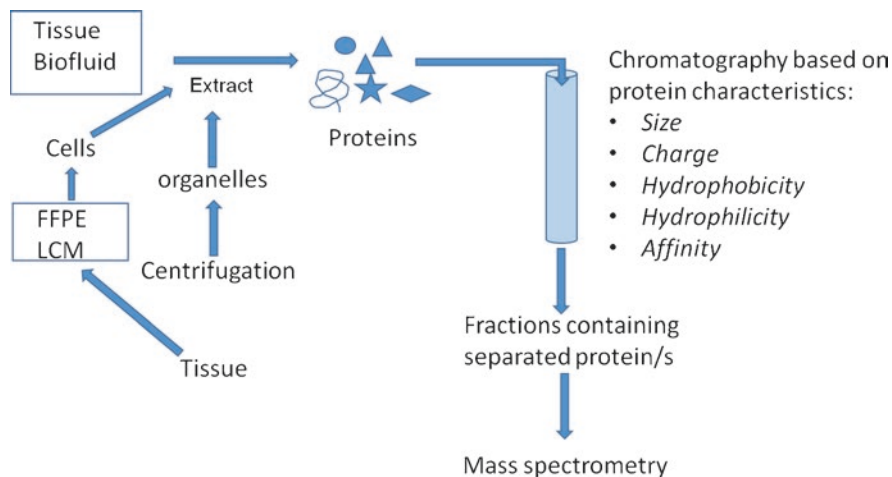 Tissue
Biofluid
Extract
Cells
organelles
FFPE
LCM
Centrifugation
Tissue
Proteins
Chromatography based on
protein characteristics:
• Size
• Charge
• Hydrophobicity
• Hydrophilicity
• Affinity
Fractions containing
separated protein/s
Mass spectrometry